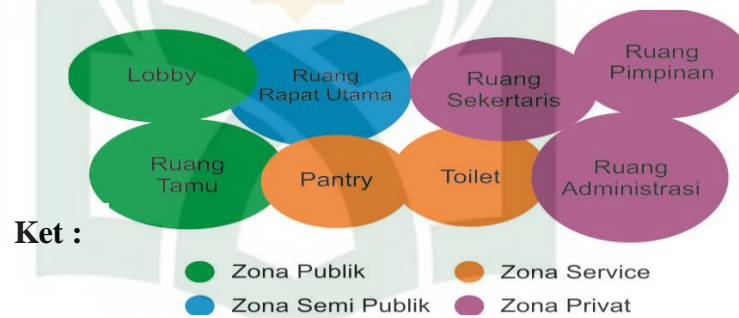 Lobby
Ruang
Rapat Utama
Ruang
Sekertaris
Ruang
Pimpinan
Ruang
Tamu
Pantry
Toilet
Ruang
Administrasi
Ket :
Zona Publik
Zona Service
Zona Semi Publik
Zona Privat